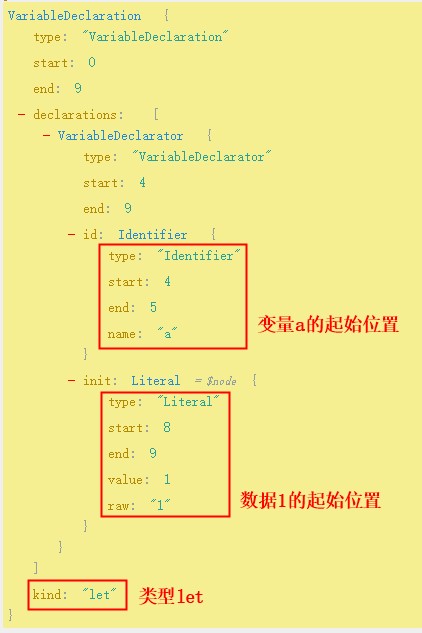 VariableDeclaration {
type: "VariableDeclaration"
start: 0
end: 9
- declarations: [
- VariableDeclarator {
type: "VariableDeclarator"
start: 4
end: 9
- id: Identifier {
type: "Identifier"
start: 4
end: 5
name: "a"
变量a的起始位置
}
- init: Literal = $node {
type: "Literal"
start: 8
end: 9
value: 1
raw: "1"
数据1的起始位置
}
}
]
kind: "let" 类型let
}